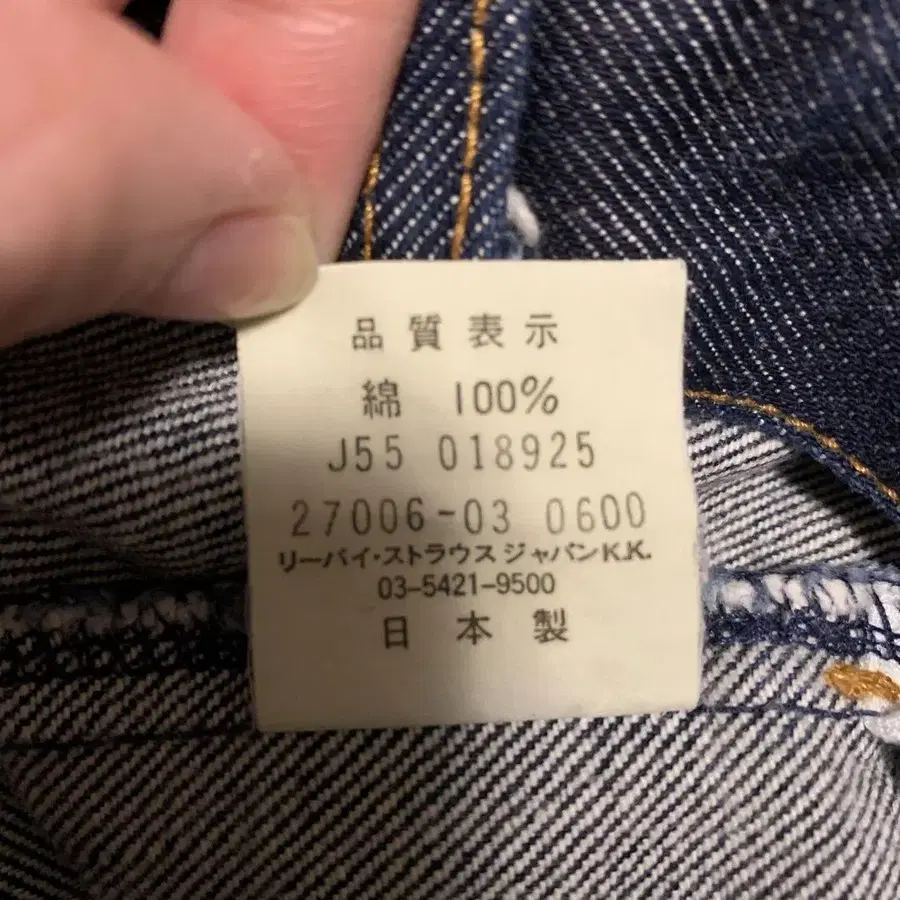 品質表示
綿 100%
J55 018925
27006-03 0600
リーバイ・ストラウス ジャパンK.K.
03-5421-9500
日本製